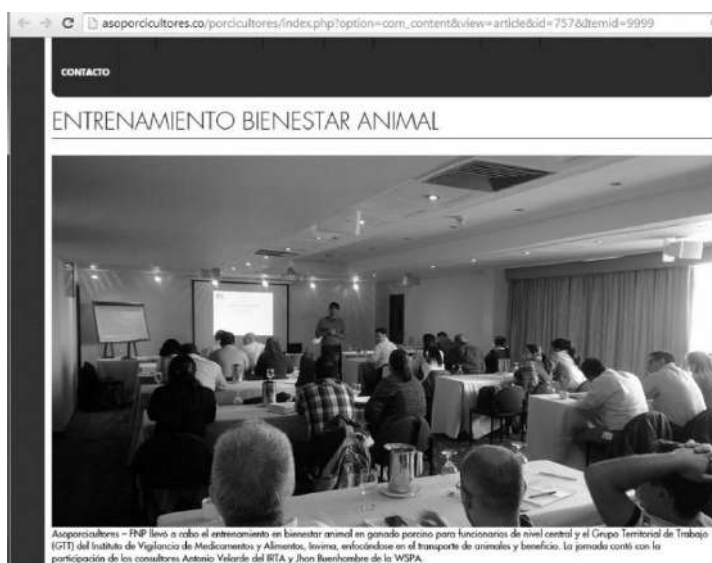 asoporcicultores.co/porcicultores/index.php?option=com_content&view=article&id=757&Itemid=9999
CONTACTO
ENTRENAMIENTO BIENESTAR ANIMAL
Asoporcicultores – FNP llevó a cabo el entrenamiento en bienestar animal en ganado porcino para funcionarios de nivel central y el Grupo Territorial de Trabajo
(GTT) del Instituto de Vigilancia de Medicamentos y Alimentos, Invima, enfocándose en el transporte de animales y beneficio. La jornada contó con la
participación de los consultores Antonio Velarde del IRTA y Jhon Buenhombre de la WSPA.